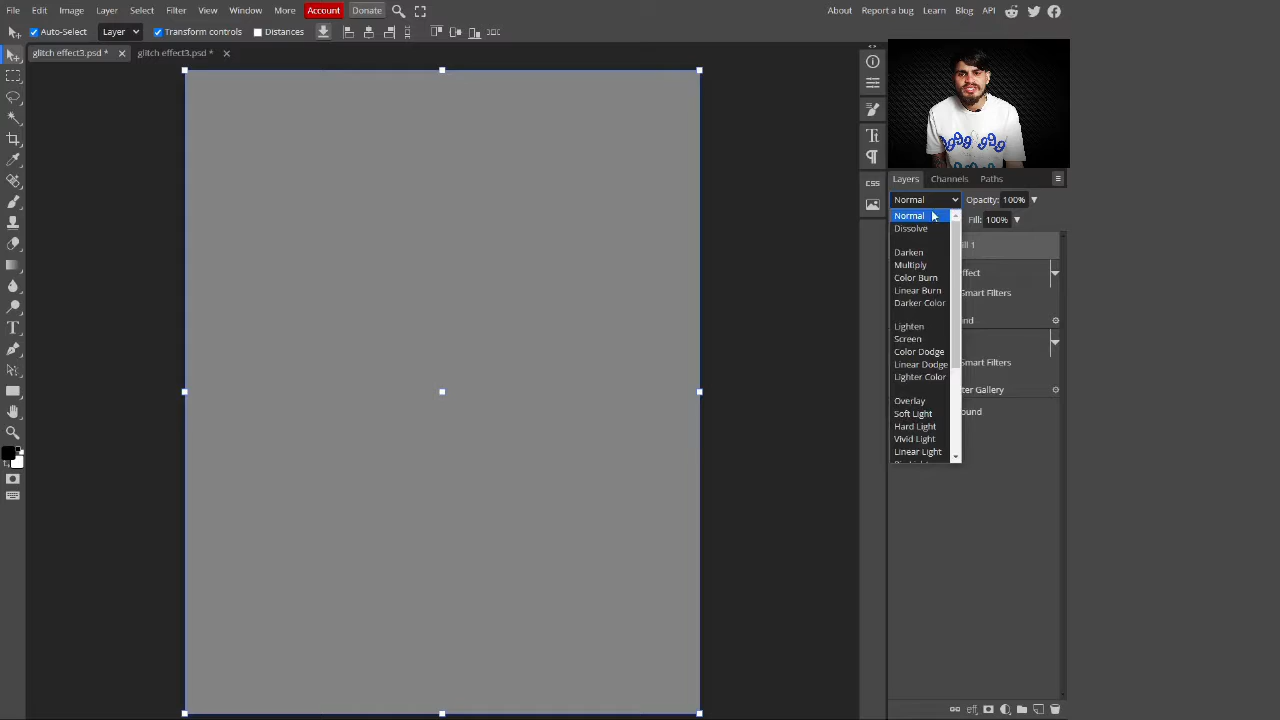 File Edit Image Layer Select Filter View Window More Account Donate About Report a bug Learn Blog API
Auto-Select Layer Transform controls Distances
glitch effect3.psd * glitch effect3.psd *
Layers Channels Paths
Normal Opacity: 100%
Normal Fill: 100%
Dissolve
ill 1
Darken
Multiply
ffect
Color Burn
Linear Burn
Smart Filters
Darker Color
nd
Lighten
Screen
Color Dodge
Linear Dodge
Smart Filters
Lighter Color
ter Gallery
Overlay
Soft Light
ound
Hard Light
Vivid Light
Linear Light
CSS
eff